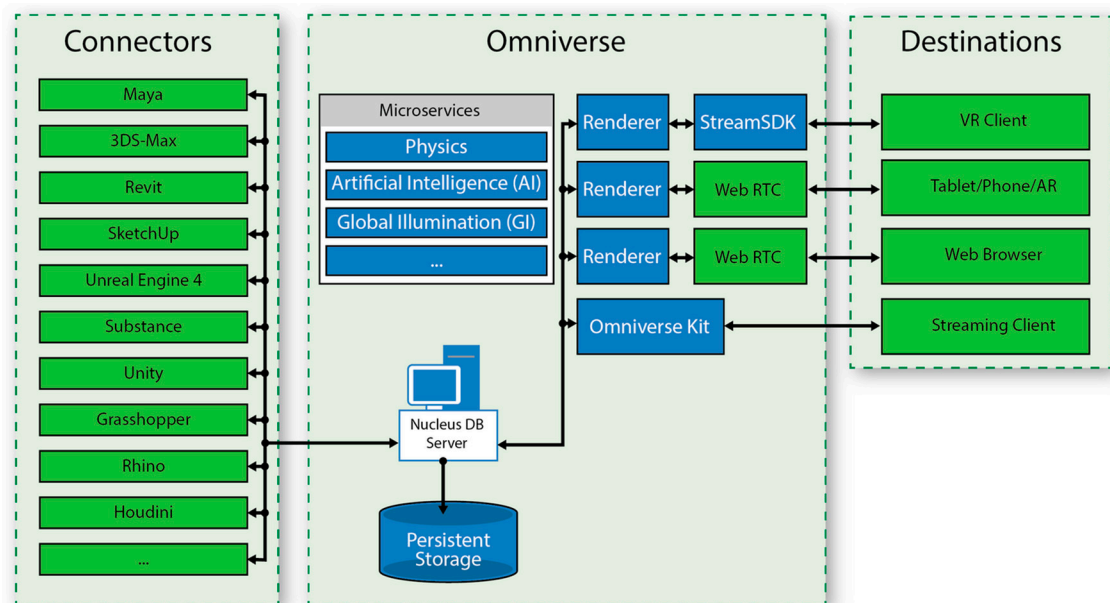 Connectors
Maya
3DS-Max
Revit
SketchUp
Unreal Engine 4
Substance
Unity
Grasshopper
Rhino
Houdini
...
Omniverse
Microservices
Physics
Artificial Intelligence (AI)
Global Illumination (GI)
...
Renderer
StreamSDK
Renderer
Web RTC
Renderer
Web RTC
Omniverse Kit
Nucleus DB
Server
Persistent
Storage
Destinations
VR Client
Tablet/Phone/AR
Web Browser
Streaming Client